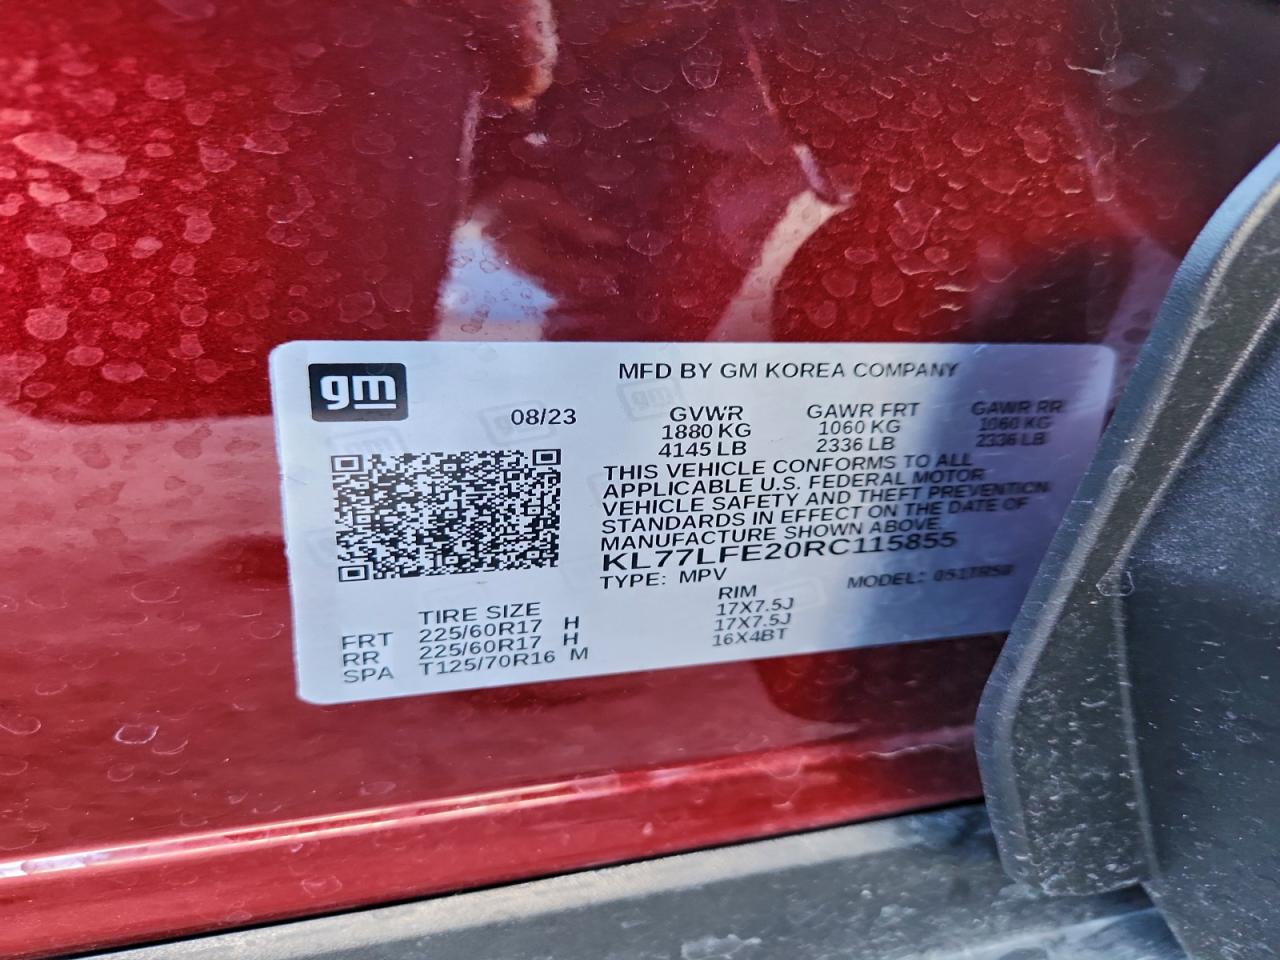 gm
MFD BY GM KOREA COMPANY
08/23
GVWR GAWR FRT GAWR RR
1880 KG 1060 KG 1060 KG
4145 LB 2336 LB 2336 LB
THIS VEHICLE CONFORMS TO ALL
APPLICABLE U.S. FEDERAL MOTOR
VEHICLE SAFETY AND THEFT PREVENTION
STANDARDS IN EFFECT ON THE DATE OF
MANUFACTURE SHOWN ABOVE.
KL77LFE20RC115855
TYPE: MPV MODEL:
TIRE SIZE RIM
FRT 225/60R17 H 17X7.5J
RR 225/60R17 H 17X7.5J
SPA T125/70R16 M 16X4BT